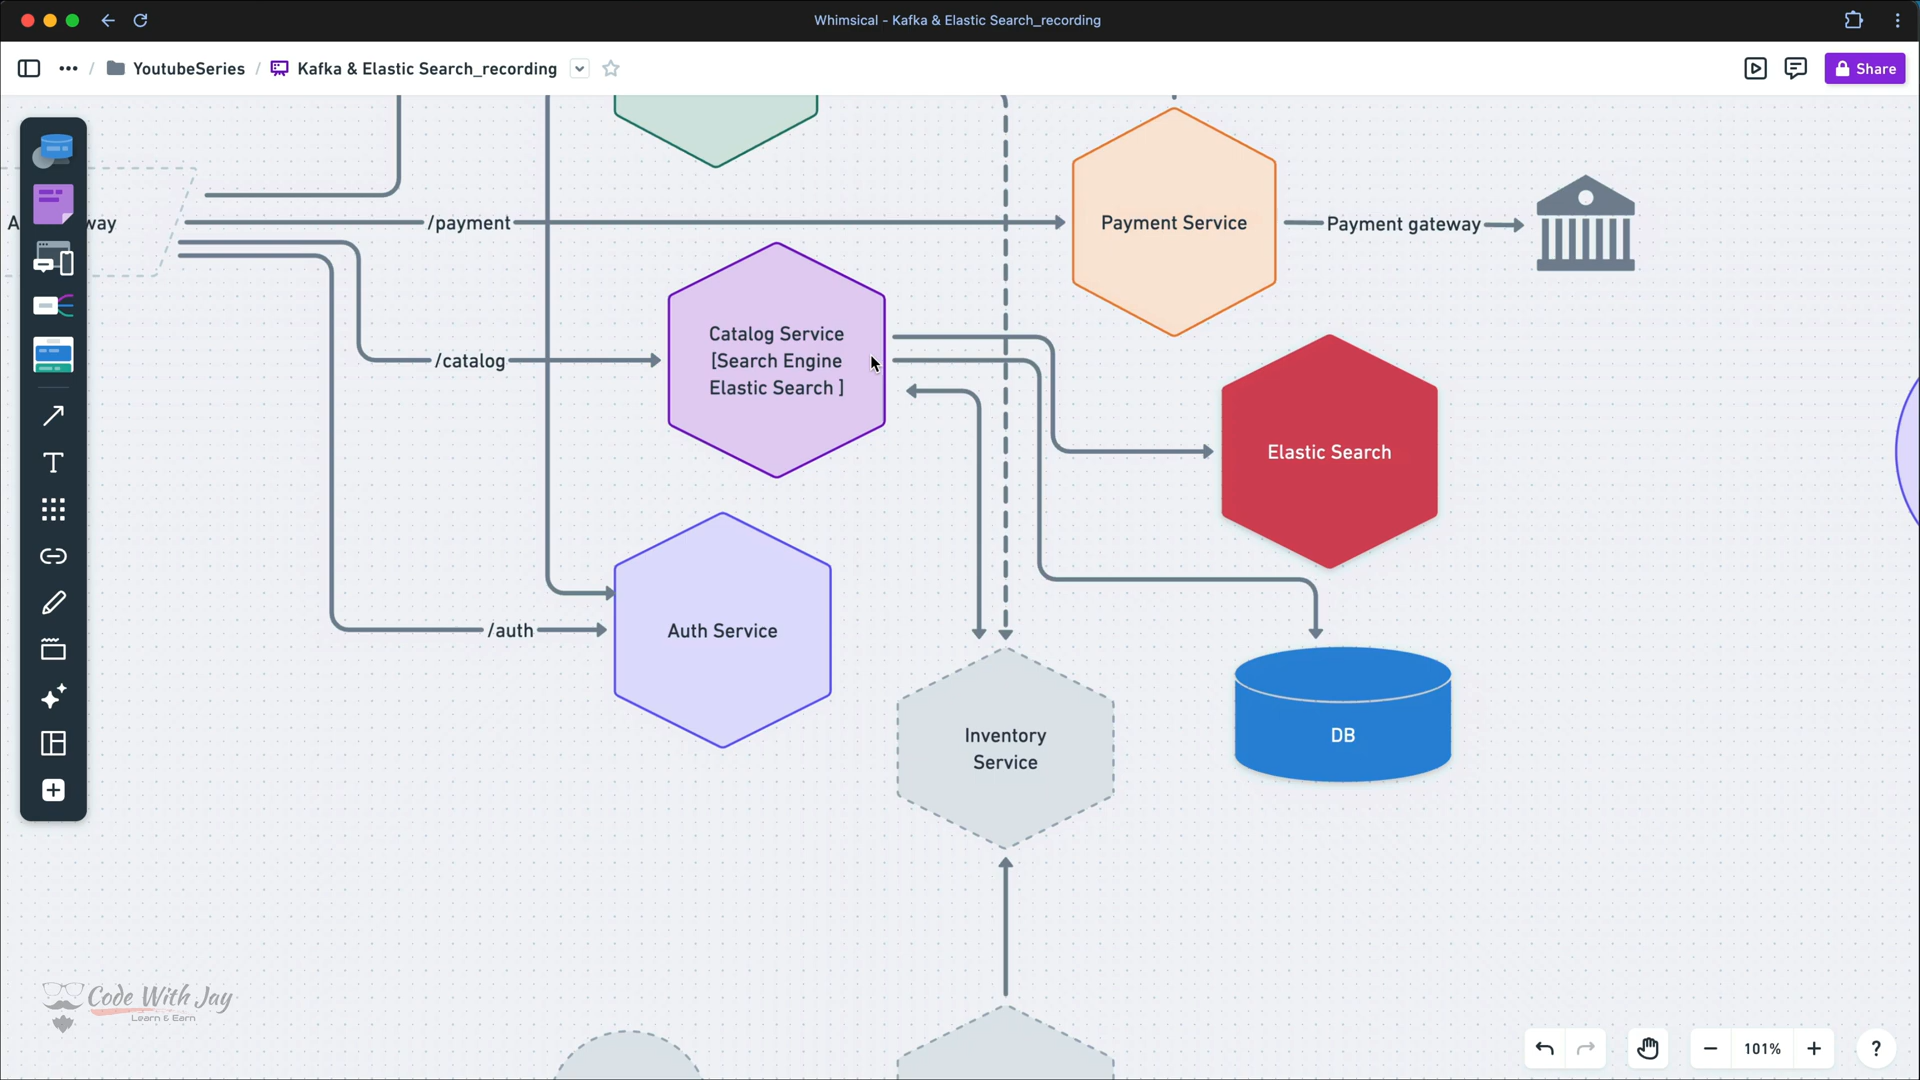 Whimsical - Kafka & Elastic Search_recording
YoutubeSeries / Kafka & Elastic Search_recording
Share
way
/payment
Payment Service
Payment gateway
Catalog Service
[Search Engine
Elastic Search ]
/catalog
Elastic Search
/auth
Auth Service
Inventory
Service
DB
Code With Jay
Learn & Earn
101%
?